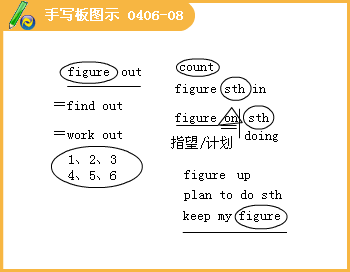 手写板图示 0406-08
figure out
=find out
=work out
1、2、3
4、5、6
count
figure sth in
figure on sth
指望/计划 doing
figure up
plan to do sth
keep my figure